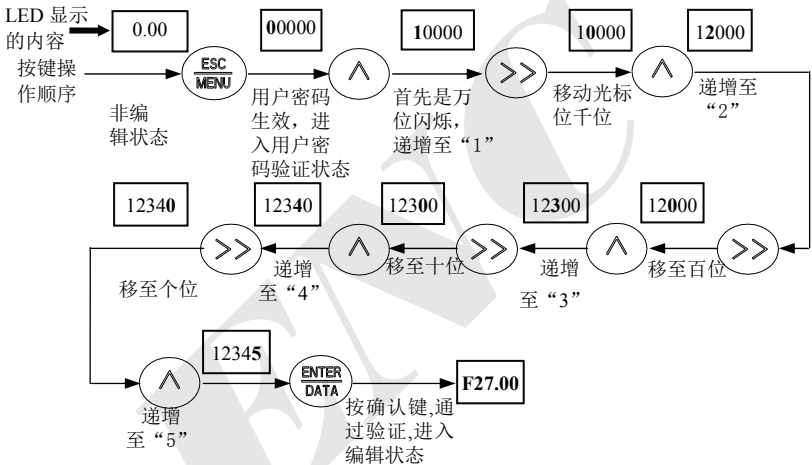 LED 显示
的内容
0.00
00000
10000
10000
12000
按键操
作顺序
ESC
MENU
∧
>>
∧
非编
辑状态
用户密码
生效，进
入用户密
码验证状态
首先是万
位闪烁，
递增至“1”
移动光标
位千位
递增至
“2”
12340
12340
12300
12300
12000
>>
∧
>>
∧
>>
移至个位
递增
至“4”
移至十位
递增
至“3”
移至百位
12345
∧
ENTER
DATA
F27.00
递增
至“5”
按确认键,通
过验证,进入
编辑状态
ENC